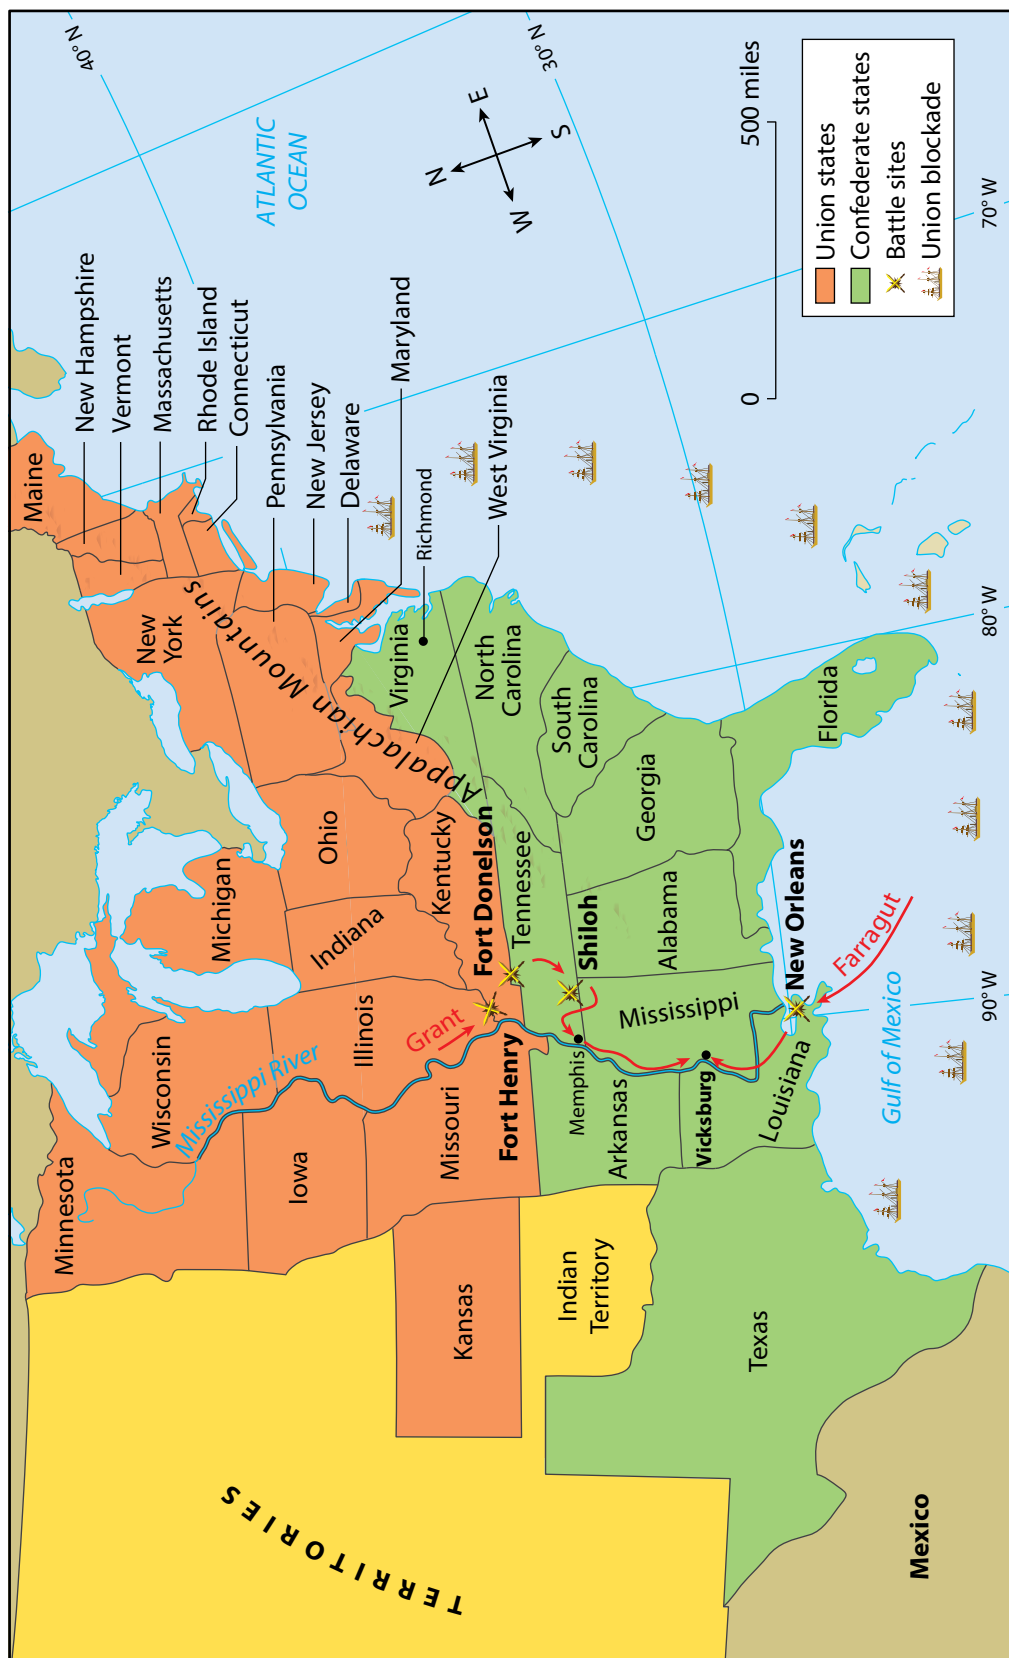 40° N
30° N
ATLANTIC
OCEAN
N
E
S
W
0
500 miles
Union states
Confederate states
Battle sites
Union blockade
70° W
80° W
90° W
Maine
New Hampshire
Vermont
Massachusetts
Rhode Island
Connecticut
New
York
Pennsylvania
New Jersey
Delaware
Maryland
West Virginia
Richmond
Appalachian Mountains
Virginia
North
Carolina
South
Carolina
Georgia
Florida
Michigan
Ohio
Indiana
Kentucky
Fort Donelson
Tennessee
Shiloh
Alabama
Mississippi
New Orleans
Farragut
Gulf of Mexico
Grant
Illinois
Wisconsin
Mississippi River
Minnesota
Iowa
Missouri
Fort Henry
Memphis
Arkansas
Vicksburg
Louisiana
Kansas
Indian
Territory
Texas
TERRITORIES
Mexico